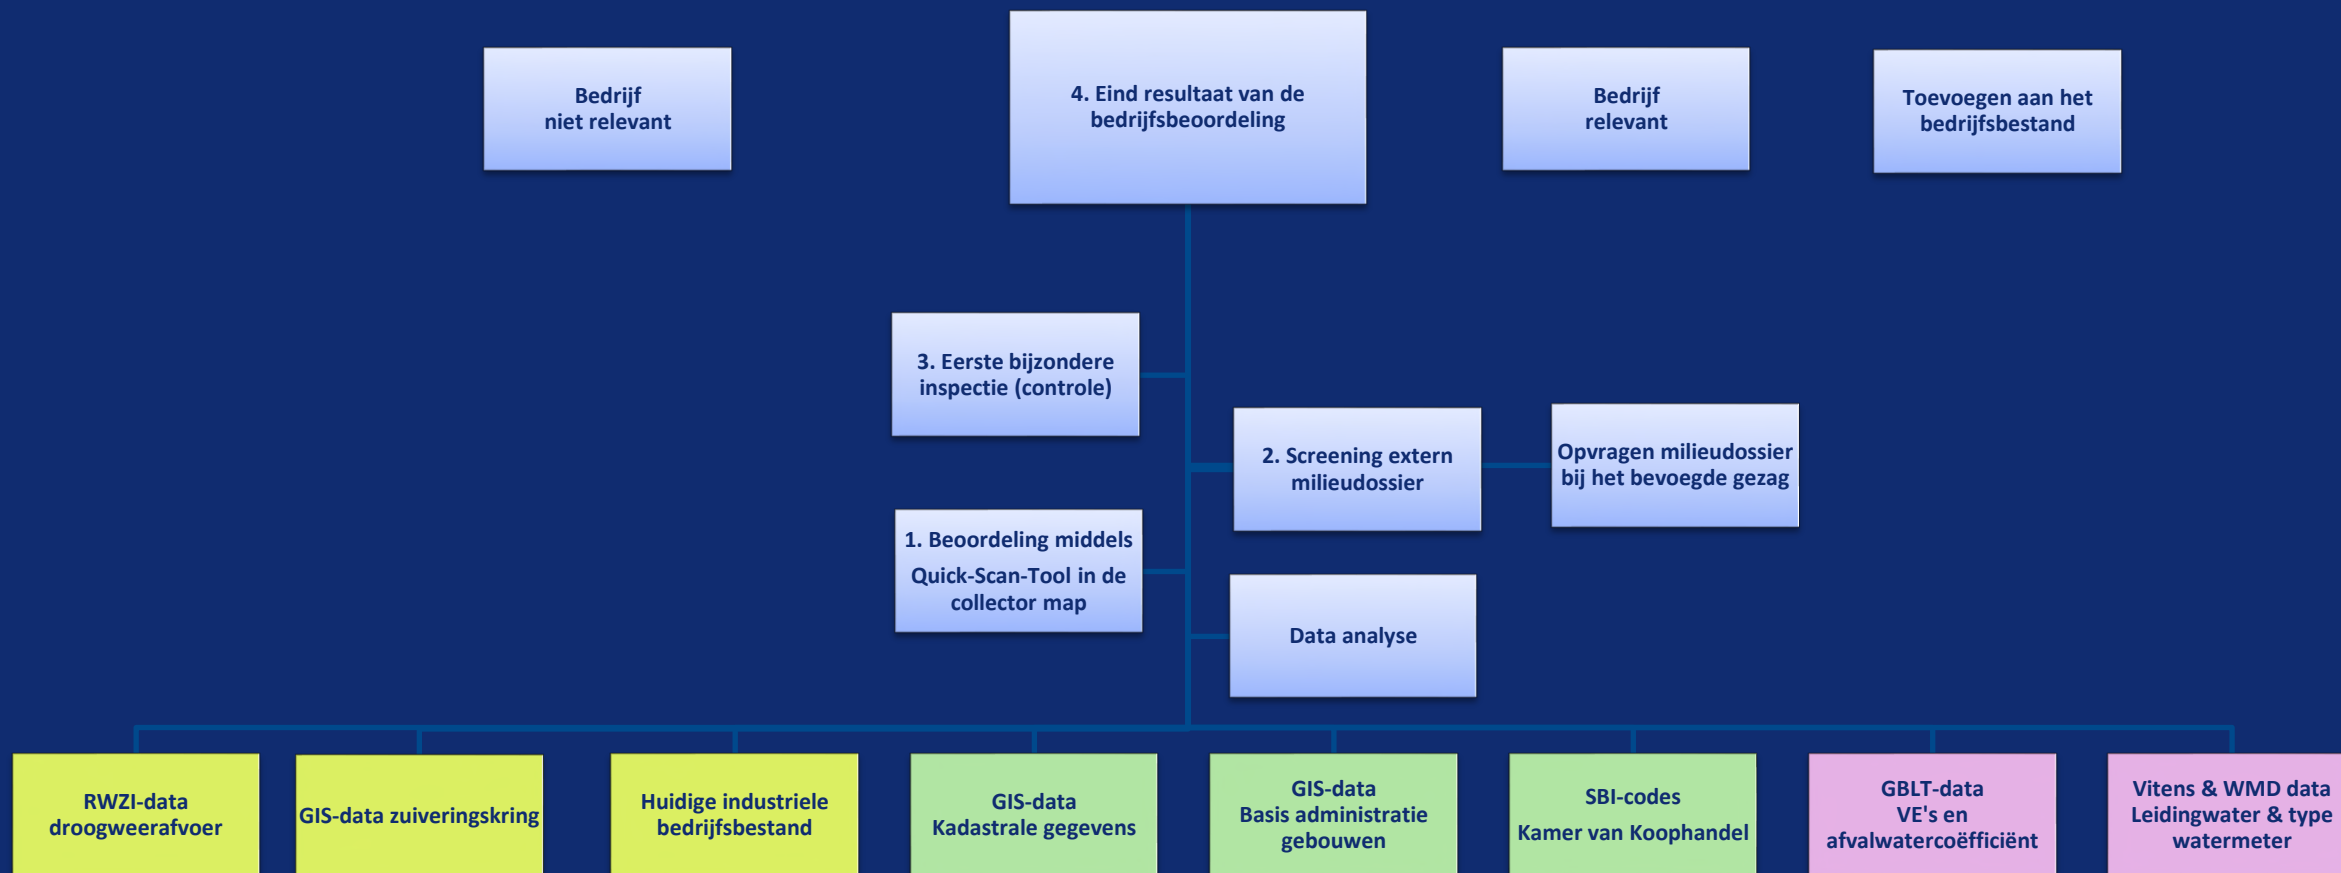 Bedrijf
niet relevant
4. Eind resultaat van de
bedrijfsbeoordeling
Bedrijf
relevant
Toevoegen aan het
bedrijfsbestand
3. Eerste bijzondere
inspectie (controle)
2. Screening extern
milieudossier
Opvragen milieudossier
bij het bevoegde gezag
1. Beoordeling middels
Quick-Scan-Tool in de
collector map
Data analyse
RWZI-data
droogweerafvoer
GIS-data zuiveringskring
Huidige industriele
bedrijfsbestand
GIS-data
Kadastrale gegevens
GIS-data
Basis administratie
gebouwen
SBI-codes
Kamer van Koophandel
GBLT-data
VE's en
afvalwatercoëfficiënt
Vitens & WMD data
Leidingwater & type
watermeter